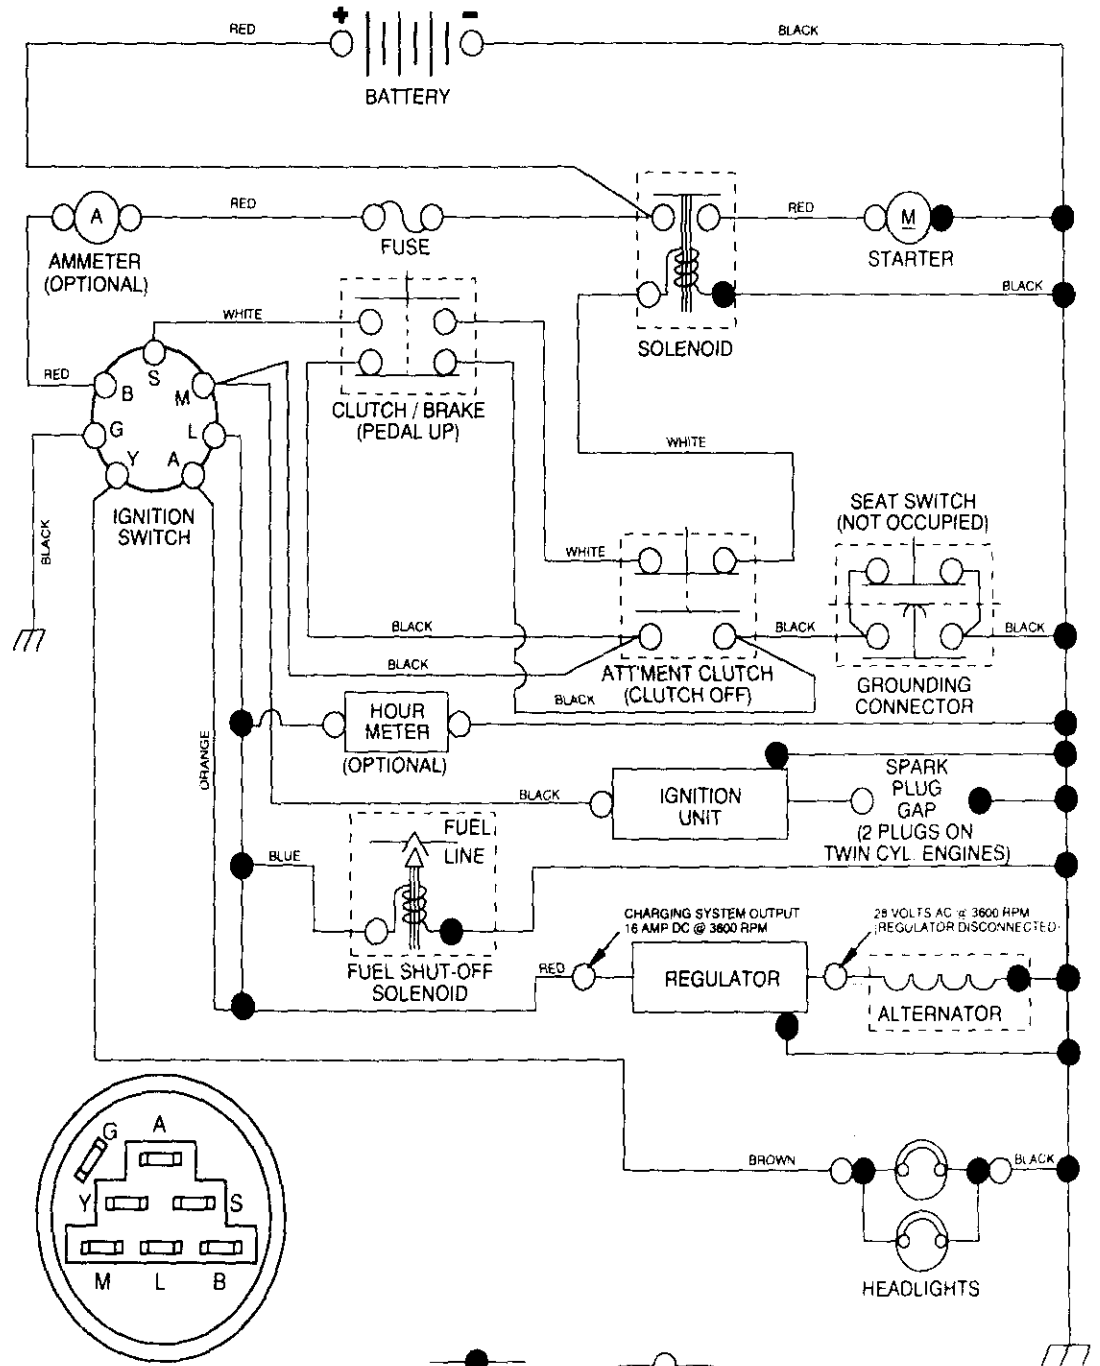 + -
RED
BLACK
BATTERY
A
RED
RED
M
AMMETER
(OPTIONAL)
FUSE
STARTER
BLACK
WHITE
SOLENOID
RED
S
B
M
CLUTCH / BRAKE
(PEDAL UP)
G
L
Y
A
WHITE
IGNITION
SWITCH
BLACK
SEAT SWITCH
(NOT OCCUPIED)
WHITE
BLACK
BLACK
BLACK
BLACK
ATT'MENT CLUTCH
(CLUTCH OFF)
GROUNDING
CONNECTOR
BLACK
HOUR
METER
(OPTIONAL)
ORANGE
SPARK
PLUG
GAP
(2 PLUGS ON
TWIN CYL. ENGINES)
BLACK
IGNITION
UNIT
FUEL
LINE
BLUE
CHARGING SYSTEM OUTPUT
16 AMP DC @ 3600 RPM
28 VOLTS AC @ 3600 RPM
(REGULATOR DISCONNECTED)
FUEL SHUT-OFF
SOLENOID
RED
REGULATOR
ALTERNATOR
G
A
Y
S
M L B
BROWN
BLACK
HEADLIGHTS